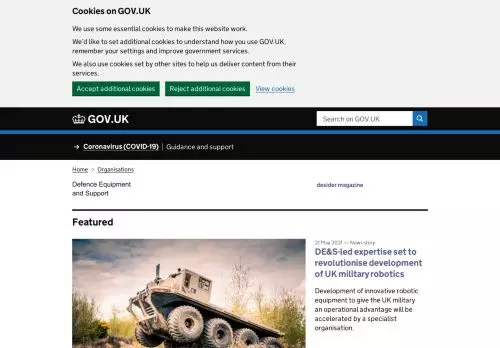 Cookies on GOV.UK
We use some essential cookies to make this website work.
We'd like to set additional cookies to understand how you use GOV.UK,
remember your settings and improve government services.
We also use cookies set by other sites to help us deliver content from their
services.
Accept additional cookies
Reject additional cookies
View cookies
GOV.UK
Search on GOV.UK
→ Coronavirus (COVID-19) | Guidance and support
Home > Organisations
Defence Equipment
and Support
desider magazine
Featured
21 May 2021 — News story
DE&S-led expertise set to
revolutionise development
of UK military robotics
Development of innovative robotic
equipment to give the UK military
an operational advantage will be
accelerated by a specialist
organisation.